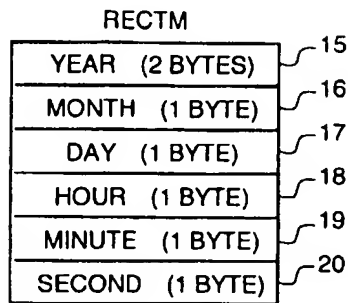 RECTM
YEAR (2 BYTES) 15
MONTH (1 BYTE) 16
DAY (1 BYTE) 17
HOUR (1 BYTE) 18
MINUTE (1 BYTE) 19
SECOND (1 BYTE) 20